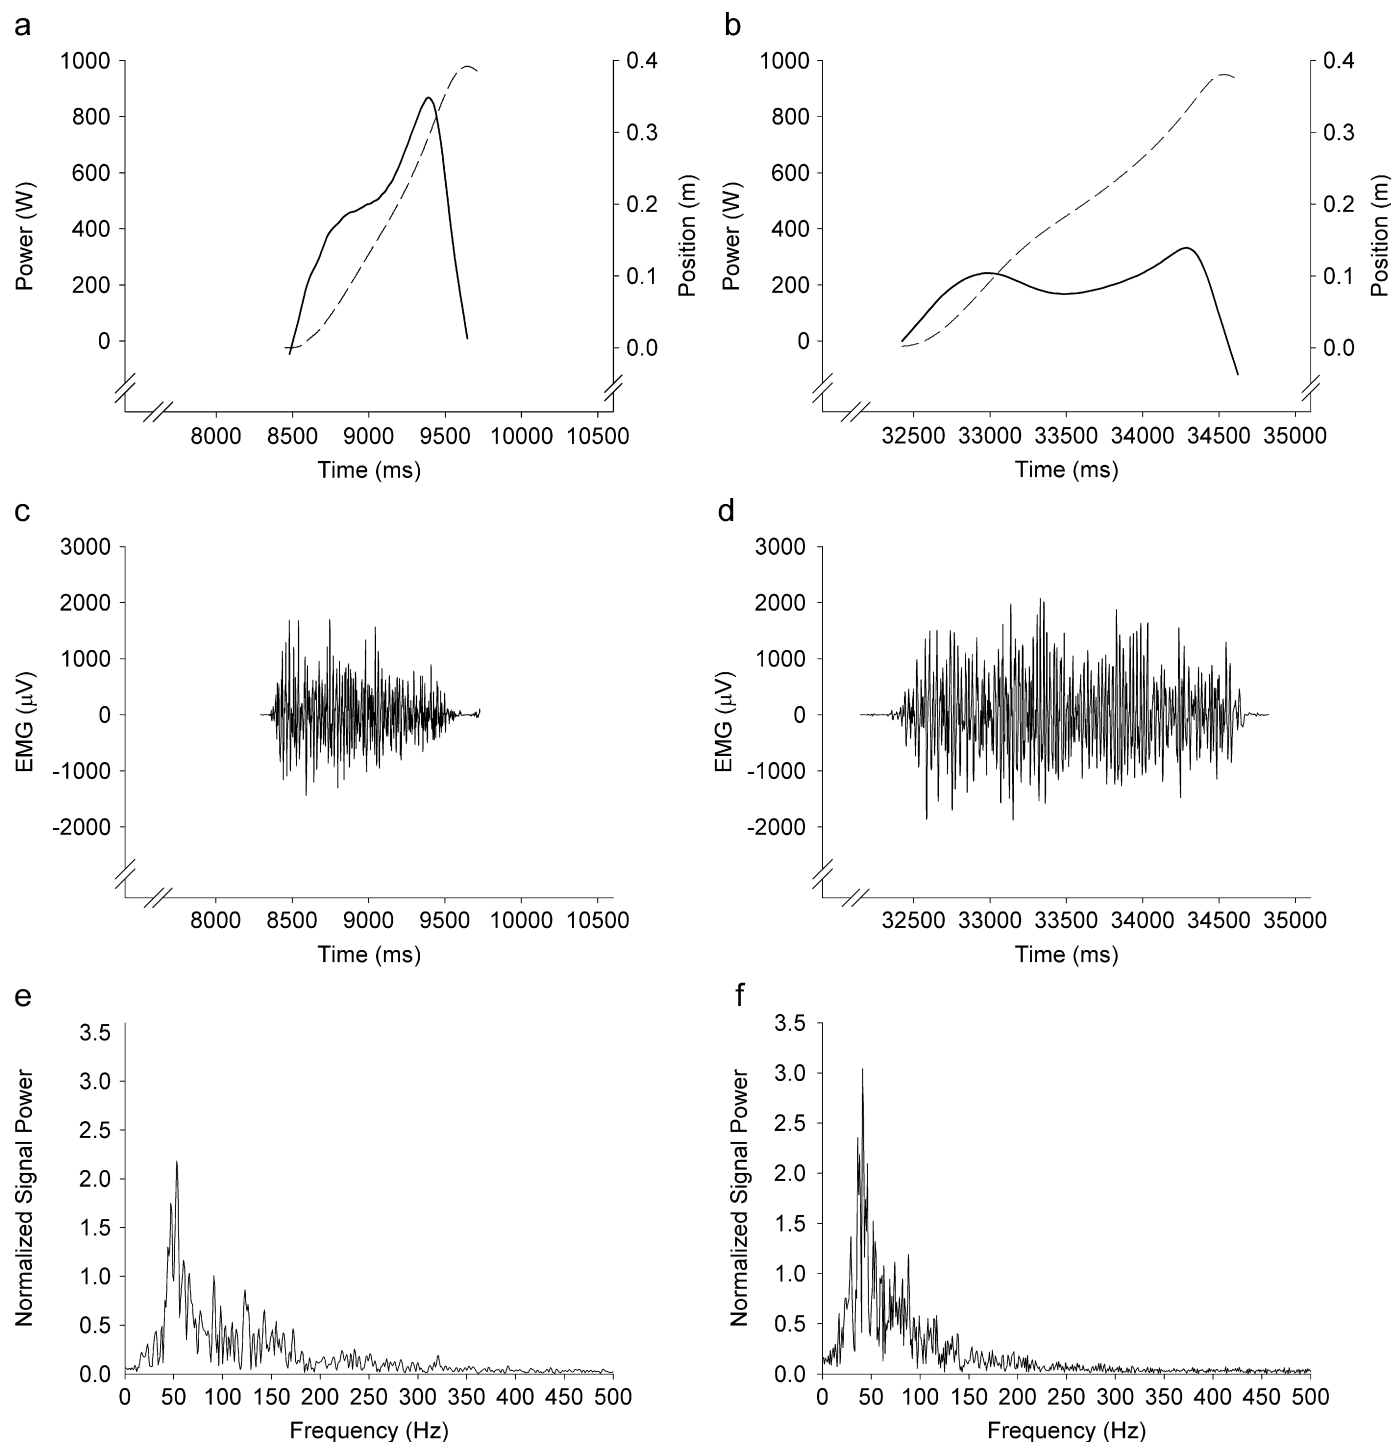 a
1000
800
600
400
200
0
Power (W)
0.4
0.3
0.2
0.1
0.0
Position (m)
8000 8500 9000 9500 10000 10500
Time (ms)
b
1000
800
600
400
200
0
Power (W)
0.4
0.3
0.2
0.1
0.0
Position (m)
32500 33000 33500 34000 34500 35000
Time (ms)
c
3000
2000
1000
0
-1000
-2000
EMG (μV)
8000 8500 9000 9500 10000 10500
Time (ms)
d
3000
2000
1000
0
-1000
-2000
EMG (μV)
32500 33000 33500 34000 34500 35000
Time (ms)
e
3.5
3.0
2.5
2.0
1.5
1.0
0.5
0.0
Normalized Signal Power
0 50 100 150 200 250 300 350 400 450 500
Frequency (Hz)
f
3.5
3.0
2.5
2.0
1.5
1.0
0.5
0.0
Normalized Signal Power
0 50 100 150 200 250 300 350 400 450 500
Frequency (Hz)